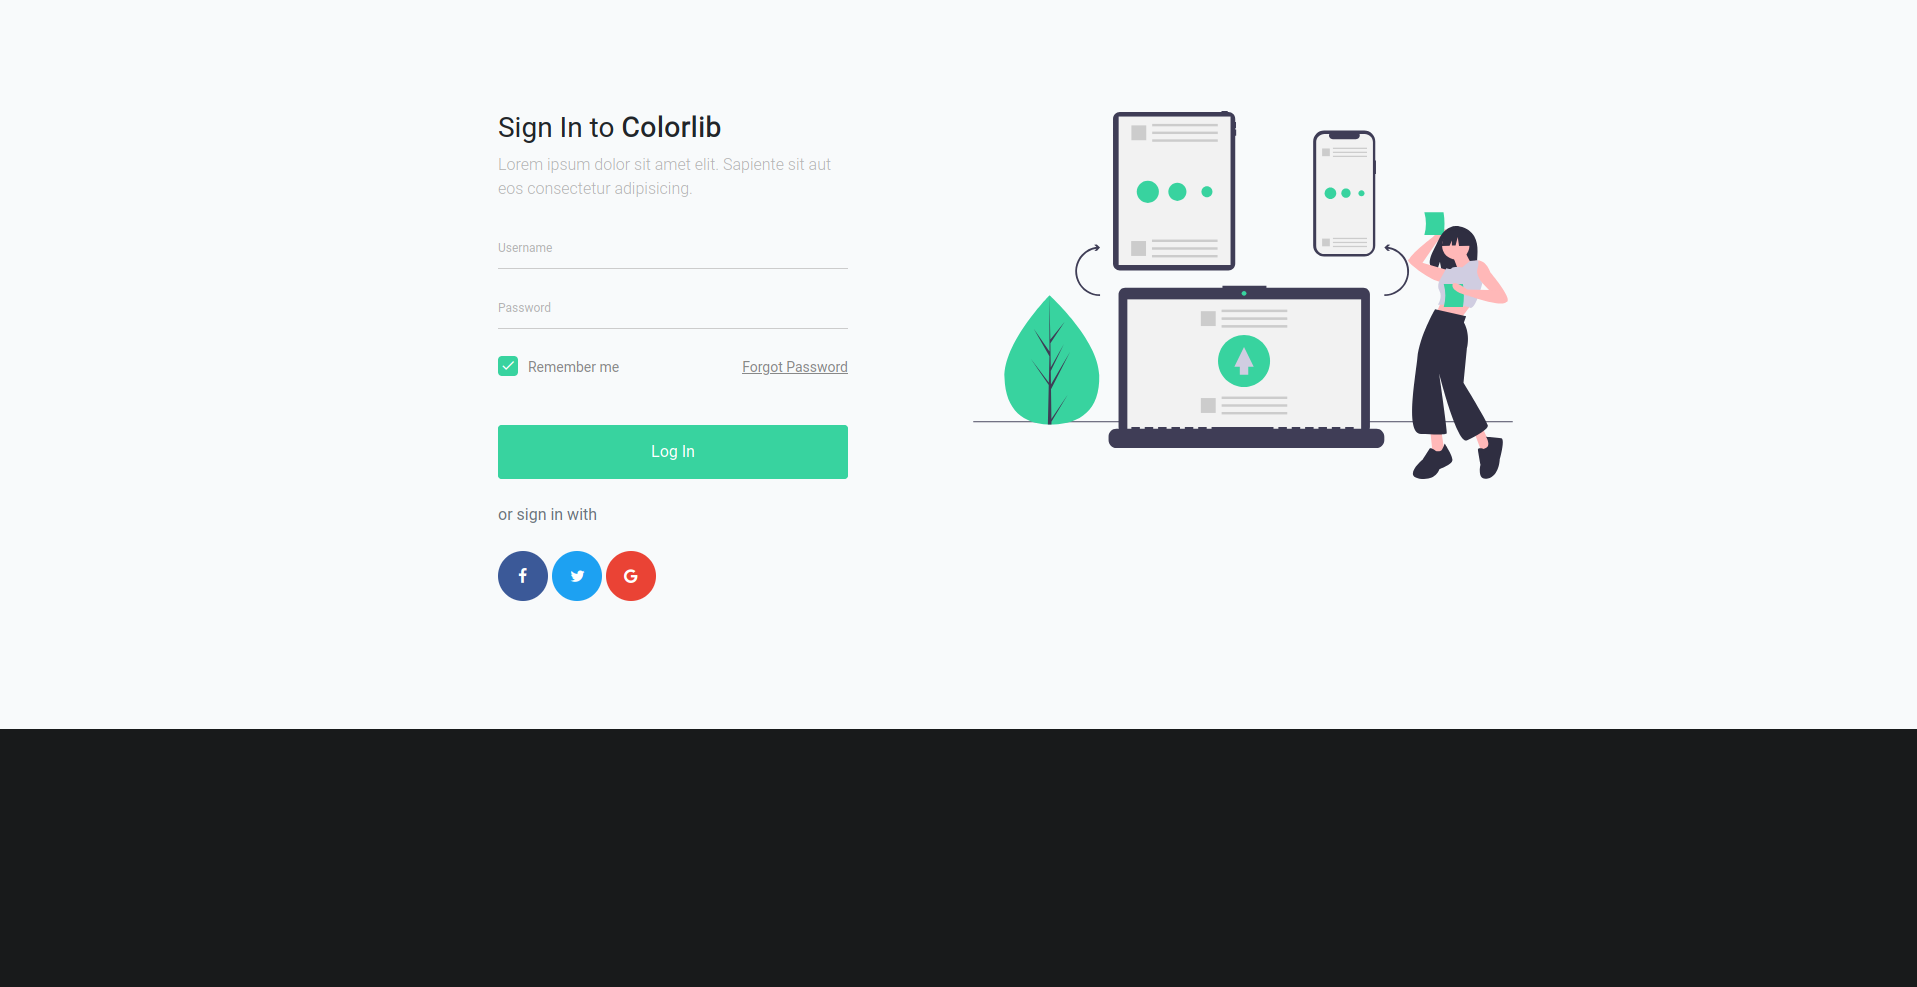 Sign In to Colorlib
Lorem ipsum dolor sit amet elit. Sapiente sit aut
eos consectetur adipisicing.
Username
Password
Remember me
Forgot Password
Log In
or sign in with